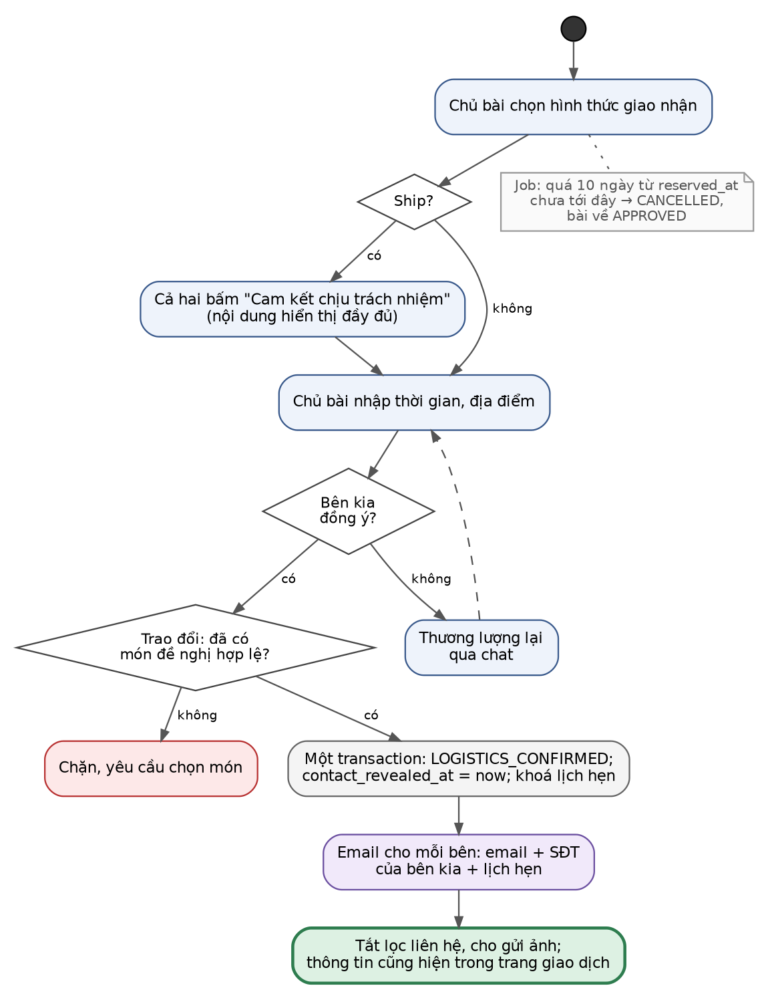 Chủ bài chọn hình thức giao nhận
Ship?
Job: quá 10 ngày từ reserved_at
chưa tới đây → CANCELLED,
bài về APPROVED
có
Cả hai bấm "Cam kết chịu trách nhiệm"
(nội dung hiển thị đầy đủ)
không
Chủ bài nhập thời gian, địa điểm
Bên kia
đồng ý?
có
không
Trao đổi: đã có
món đề nghị hợp lệ?
Thương lượng lại
qua chat
không
có
Chặn, yêu cầu chọn món
Một transaction: LOGISTICS_CONFIRMED;
contact_revealed_at = now; khoá lịch hẹn
Email cho mỗi bên: email + SĐT
của bên kia + lịch hẹn
Tắt lọc liên hệ, cho gửi ảnh;
thông tin cũng hiện trong trang giao dịch